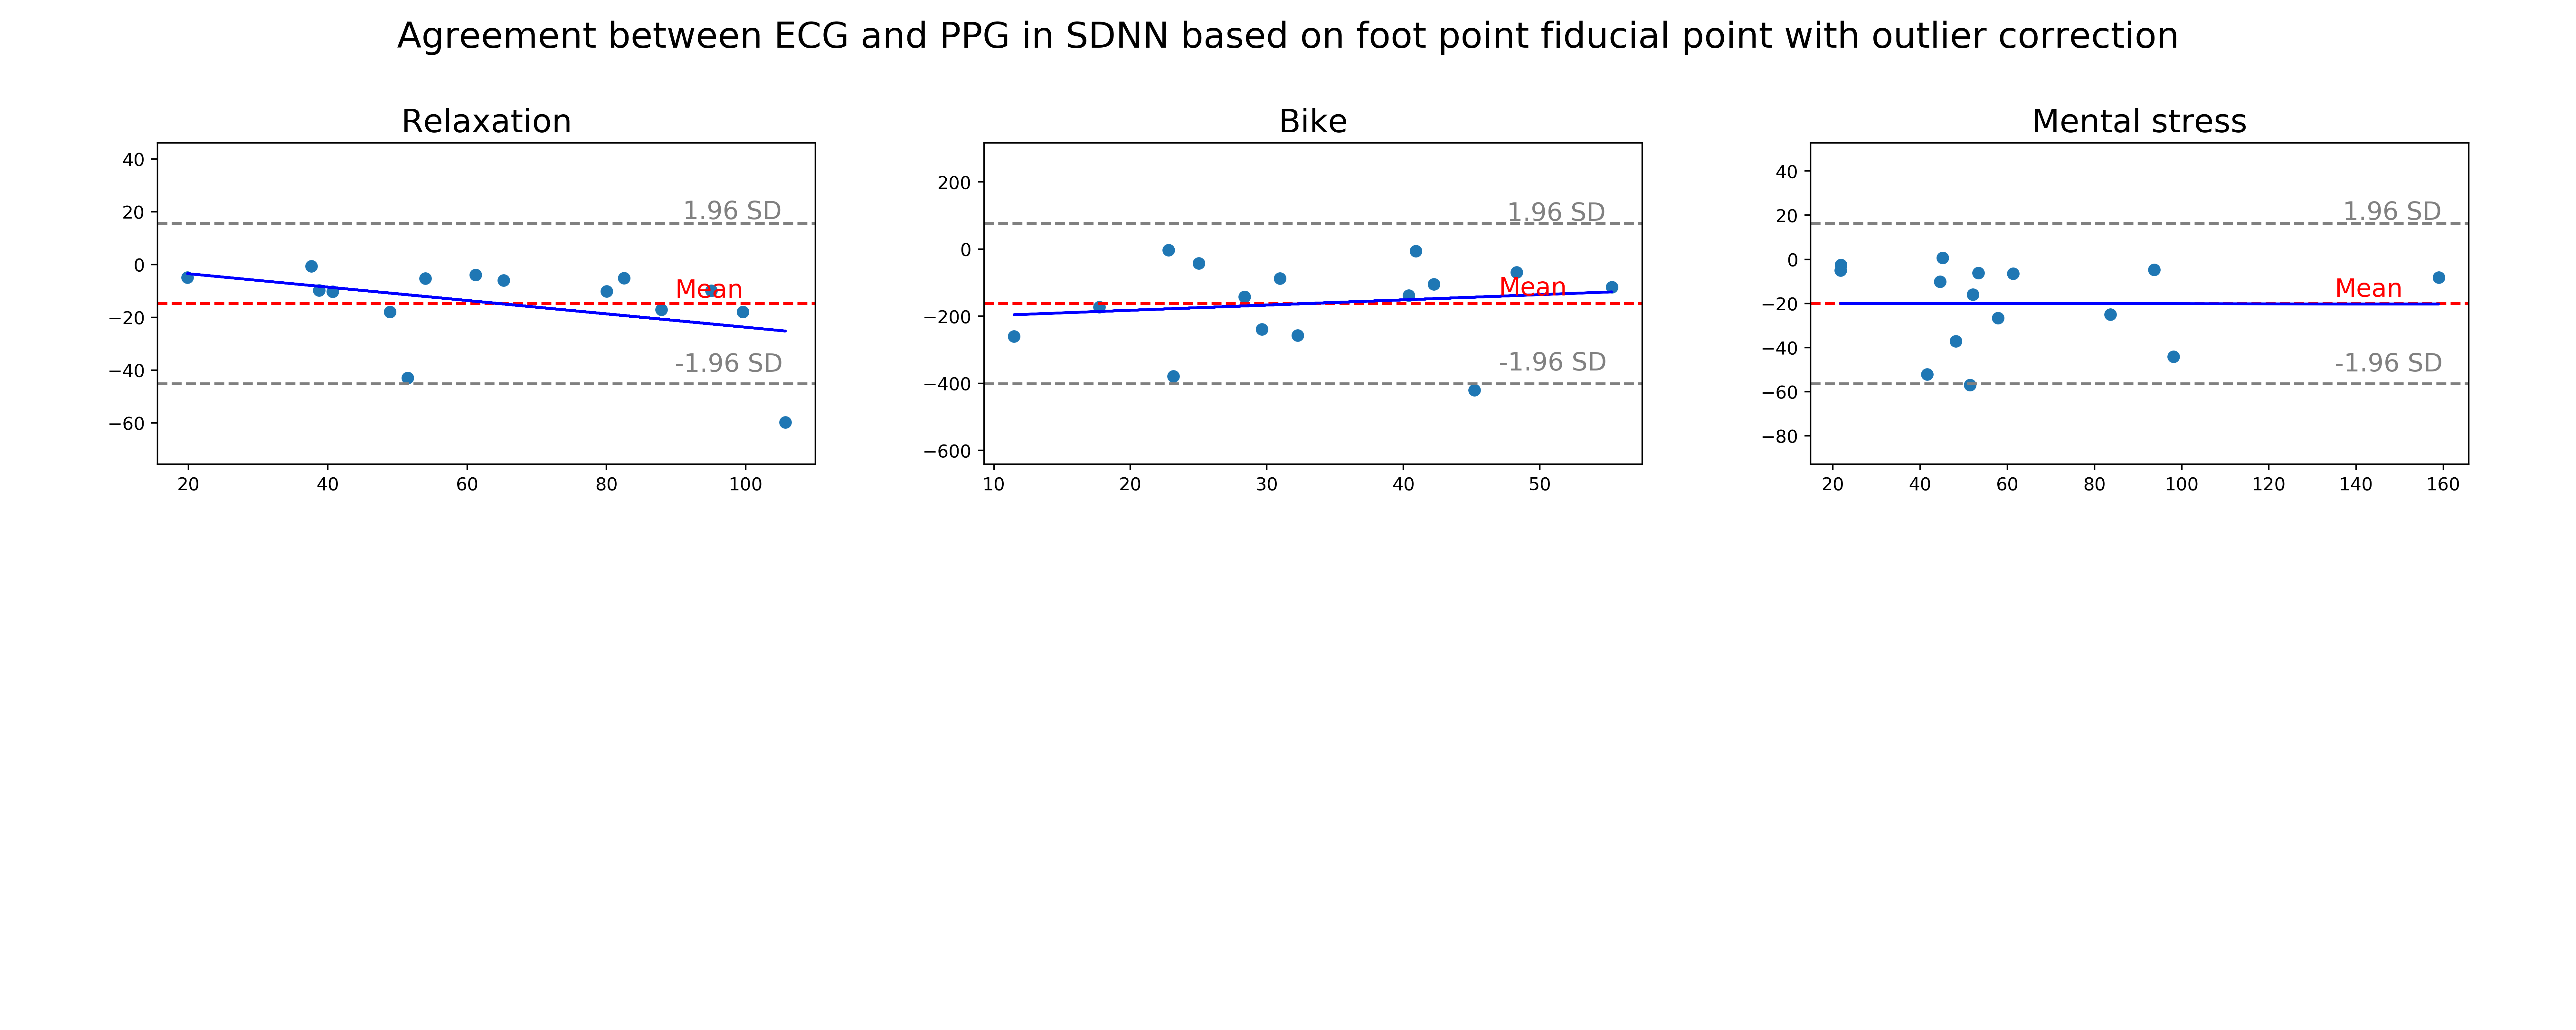 Agreement between ECG and PPG in SDNN based on foot point fiducial point with outlier correction
Relaxation
40
20
0
−20
−40
−60
1.96 SD
Mean
-1.96 SD
20 40 60 80 100
Bike
200
0
−200
−400
−600
1.96 SD
Mean
-1.96 SD
10 20 30 40 50
Mental stress
40
20
0
−20
−40
−60
−80
1.96 SD
Mean
-1.96 SD
20 40 60 80 100 120 140 160